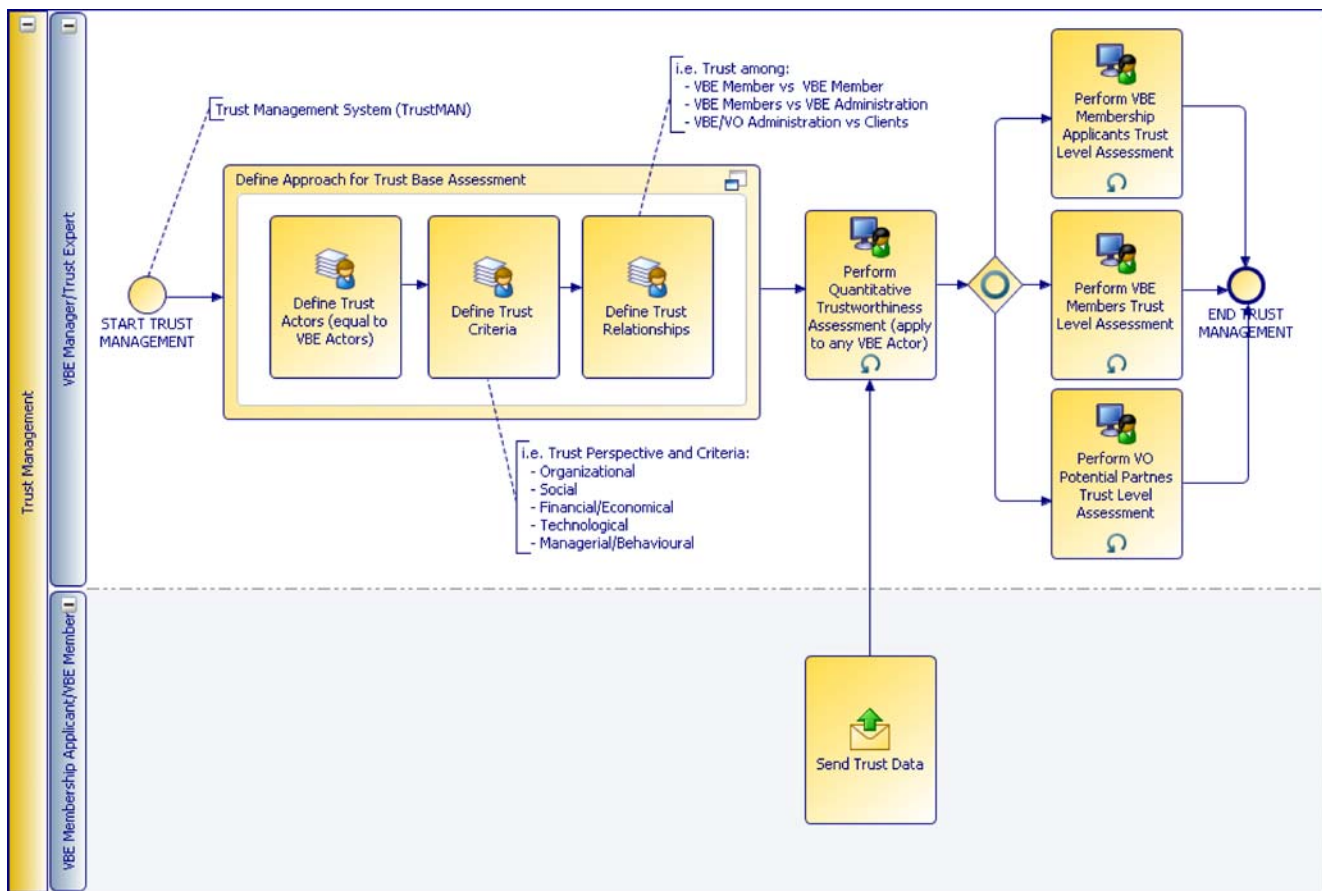 Trust Management
VBE Manager/Trust Expert
VBE Membership Applicant/VBE Member
Trust Management System (TrustMAN)
START TRUST
MANAGEMENT
Define Approach for Trust Base Assessment
Define Trust
Actors (equal to
VBE Actors)
Define Trust
Criteria
Define Trust
Relationships
i.e. Trust among:
- VBE Member vs VBE Member
- VBE Members vs VBE Administration
- VBE/VO Administration vs Clients
i.e. Trust Perspective and Criteria:
- Organizational
- Social
- Financial/Economical
- Technological
- Managerial/Behavioural
Perform
Quantitative
Trustworthiness
Assessment (apply
to any VBE Actor)
Perform VBE
Membership
Applicants Trust
Level Assessment
Perform VBE
Members Trust
Level Assessment
Perform VO
Potential Partnes
Trust Level
Assessment
END TRUST
MANAGEMENT
Send Trust Data